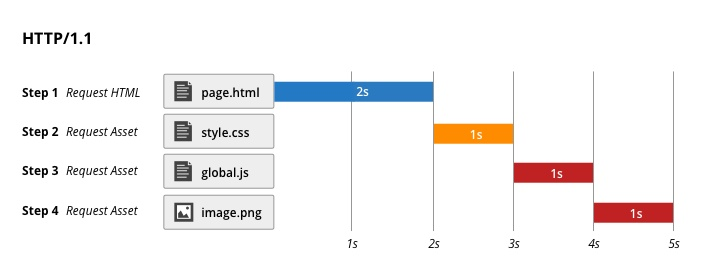 HTTP/1.1
Step 1 Request HTML page.html 2s
Step 2 Request Asset style.css 1s
Step 3 Request Asset global.js 1s
Step 4 Request Asset image.png 1s
1s 2s 3s 4s 5s